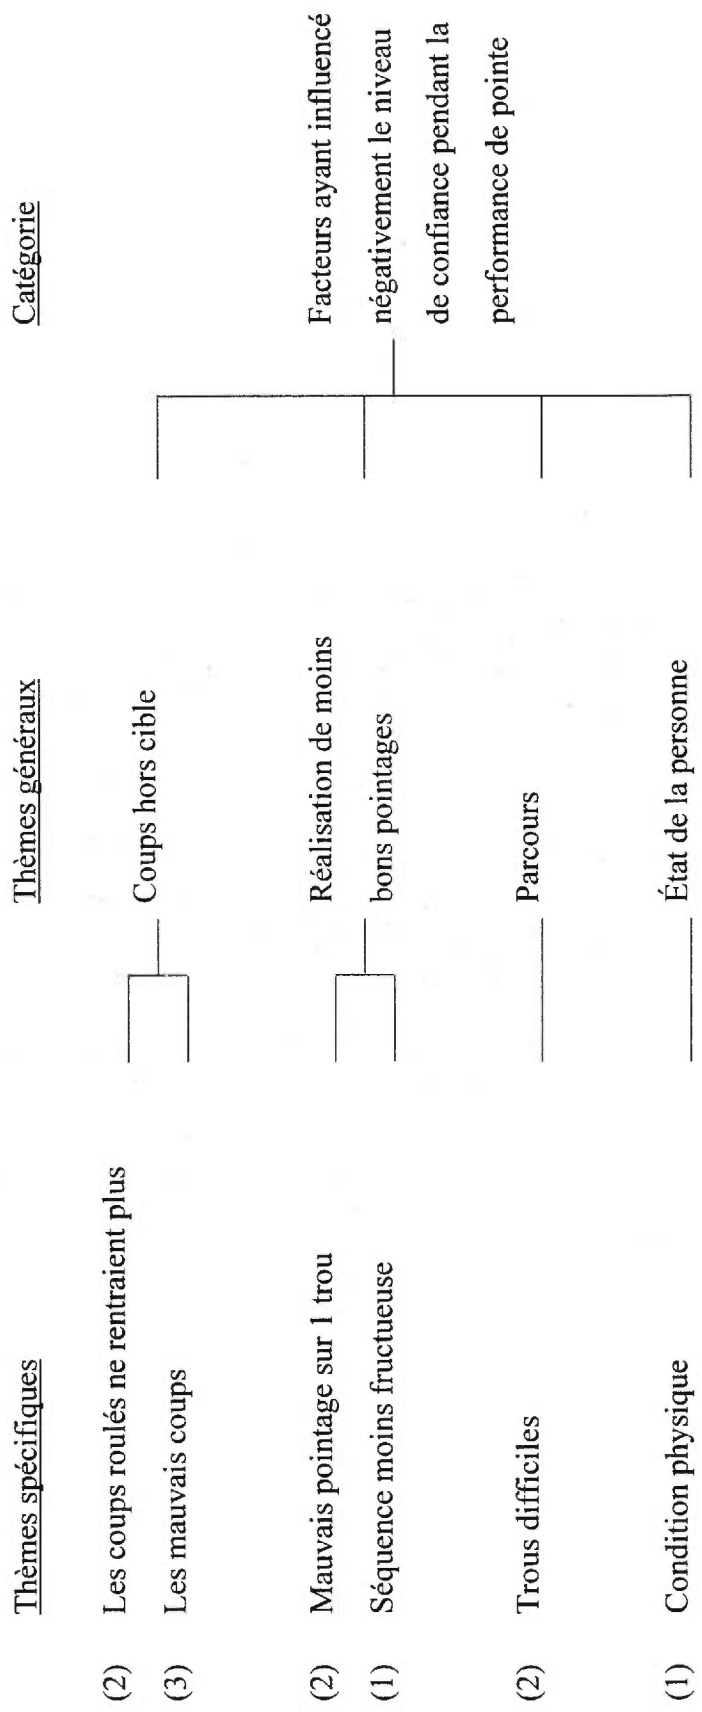 Thèmes spécifiques
Thèmes généraux
Catégorie
(2) Les coups roulés ne rentraient plus
(3) Les mauvais coups
Coups hors cible
(2) Mauvais pointage sur 1 trou
(1) Séquence moins fructueuse
Réalisation de moins
bons pointages
(2) Trous difficiles
Parcours
(1) Condition physique
État de la personne
Facteurs ayant influencé
négativement le niveau
de confiance pendant la
performance de pointe